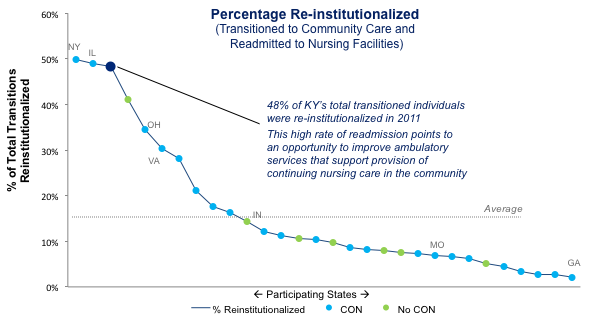 Percentage Re-institutionalized
(Transitioned to Community Care and
Readmitted to Nursing Facilities)
% of Total Transitions
Reinstitutionalized
60%
50%
40%
30%
20%
10%
0%
NY
IL
OH
VA
IN
MO
GA
48% of KY's total transitioned individuals
were re-institutionalized in 2011
This high rate of readmission points to
an opportunity to improve ambulatory
services that support provision of
continuing nursing care in the community
Average
← Participating States →
% Reinstitutionalized
CON
No CON